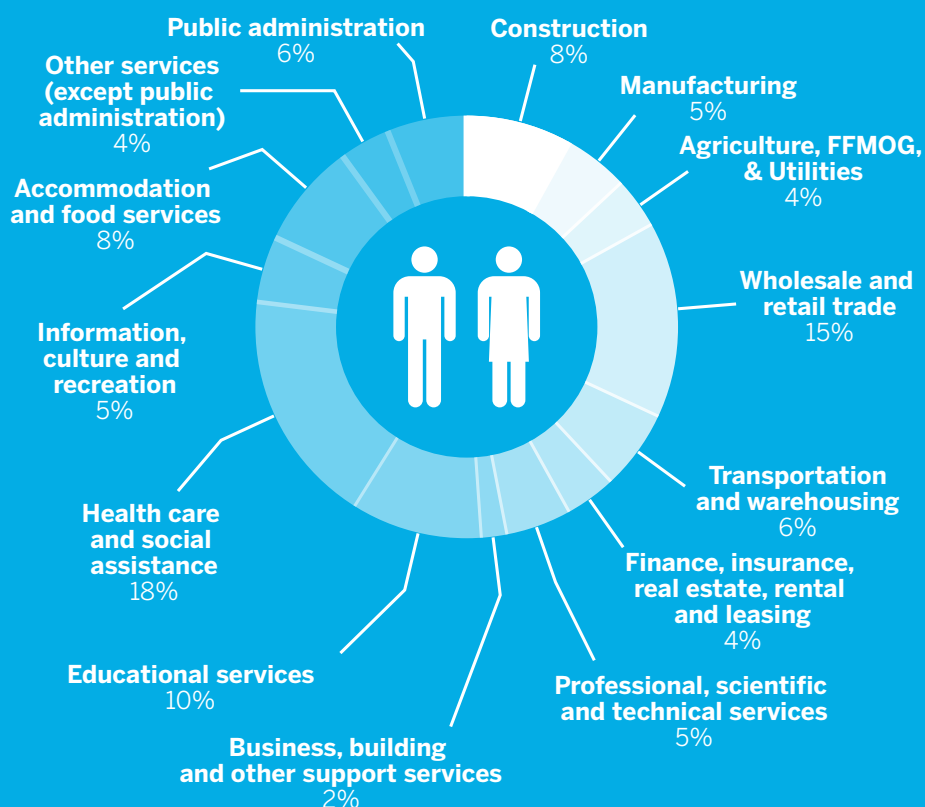 Public administration
6%
Construction
8%
Manufacturing
5%
Agriculture, FFMOG,
& Utilities
4%
Wholesale and
retail trade
15%
Transportation
and warehousing
6%
Finance, insurance,
real estate, rental
and leasing
4%
Professional, scientific
and technical services
5%
Business, building
and other support services
2%
Educational services
10%
Health care
and social
assistance
18%
Information,
culture and
recreation
5%
Accommodation
and food services
8%
Other services
(except public
administration)
4%